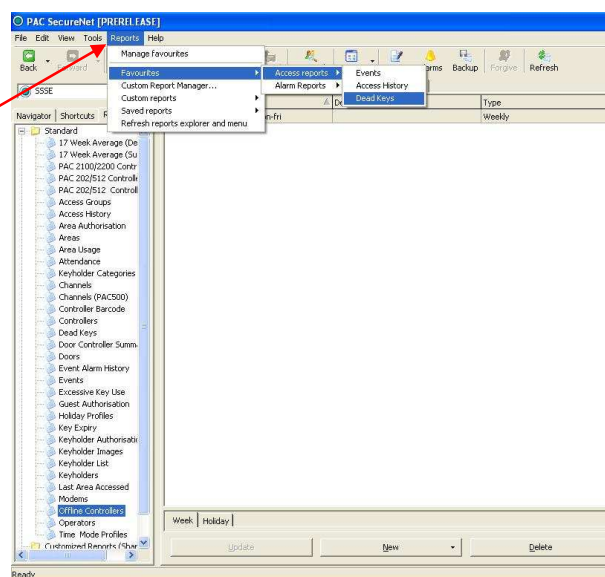 PAC SecureNet [PRERELEASE]
File Edit View Tools Reports Help
Back Forward Alarms Backup Forgive Refresh
Manage favourites
Favourites
Custom Report Manager...
Custom reports
Saved reports
Refresh reports explorer and menu
Access reports
Alarm Reports
Events
Access History
Dead Keys
SSSE
Type
Navigator Shortcuts
n-fri Weekly
Standard
17 Week Average (De
17 Week Average (Su
PAC 2100/2200 Contr
PAC 202/512 Controlle
PAC 202/512 Controll
Access Groups
Access History
Area Authorisation
Areas
Area Usage
Attendance
Keyholder Categories
Channels
Channels (PAC500)
Controller Barcode
Controllers
Dead Keys
Door Controller Summ
Doors
Event Alarm History
Events
Excessive Key Use
Guest Authorisation
Holiday Profiles
Key Expiry
Keyholder Authorisati
Keyholder Images
Keyholder List
Keyholders
Last Area Accessed
Modems
Offline Controllers
Operators
Time Mode Profiles
Customized Reports (Shar
Week Holiday
Update New Delete
Ready